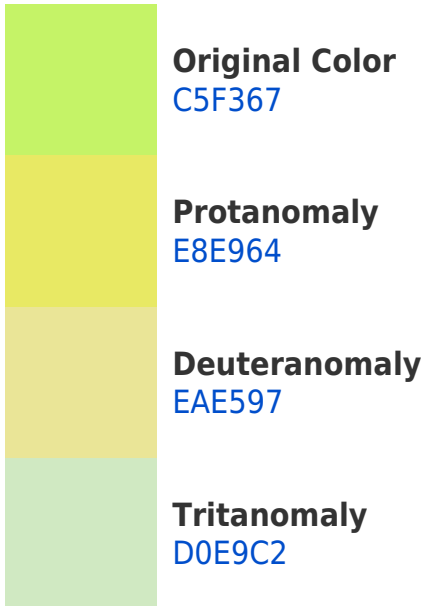 Original Color
C5F367
Protanomaly
E8E964
Deuteranomaly
EAE597
Tritanomaly
D0E9C2